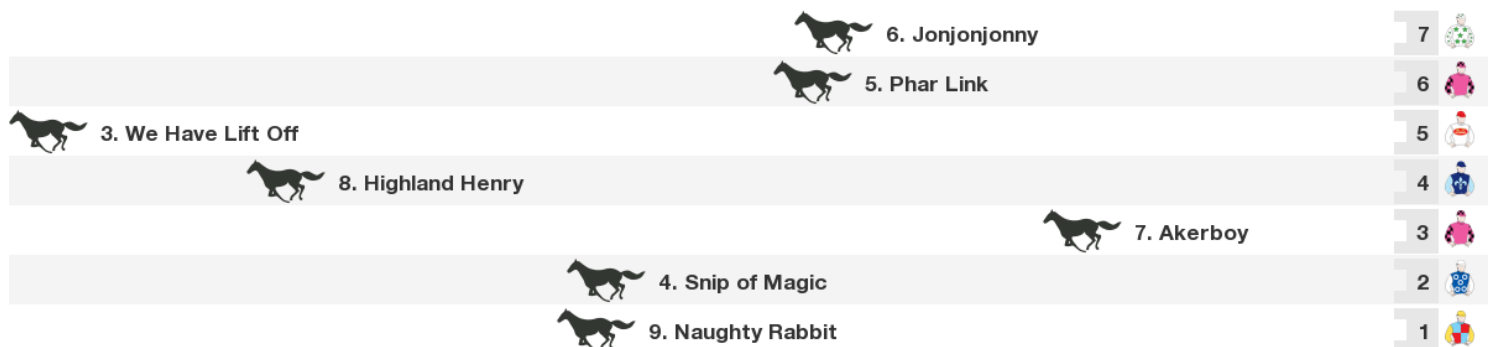 6. Jonjonjonny 7
5. Phar Link 6
3. We Have Lift Off 5
8. Highland Henry 4
7. Akerboy 3
4. Snip of Magic 2
9. Naughty Rabbit 1